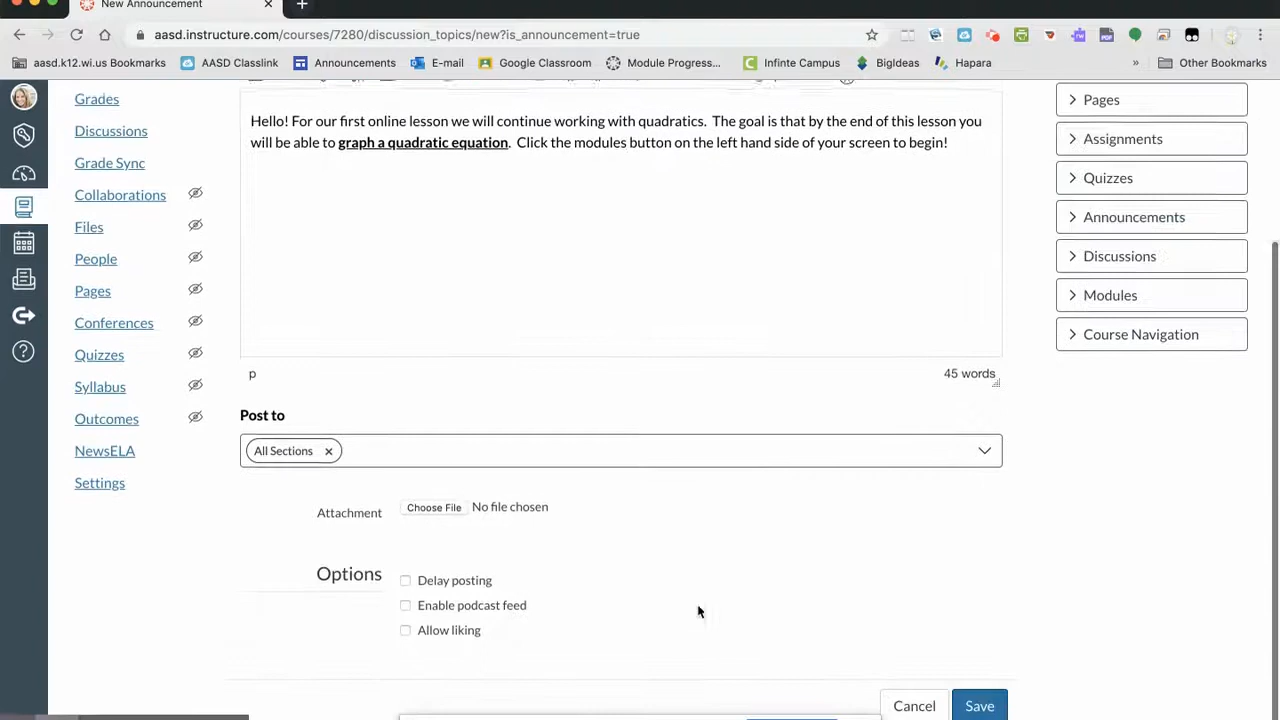 New Announcement
aasd.instructure.com/courses/7280/discussion_topics/new?is_announcement=true
aasd.k12.wi.us Bookmarks AASD Classlink Announcements E-mail Google Classroom Module Progress... Infinte Campus BigIdeas Hapara » Other Bookmarks
Grades
Discussions
Grade Sync
Collaborations
Files
People
Pages
Conferences
Quizzes
Syllabus
Outcomes
NewsELA
Settings
Hello! For our first online lesson we will continue working with quadratics. The goal is that by the end of this lesson you
will be able to graph a quadratic equation. Click the modules button on the left hand side of your screen to begin!
p 45 words
Post to
All Sections
Attachment Choose File No file chosen
Options
Delay posting
Enable podcast feed
Allow liking
Cancel Save
Pages
Assignments
Quizzes
Announcements
Discussions
Modules
Course Navigation